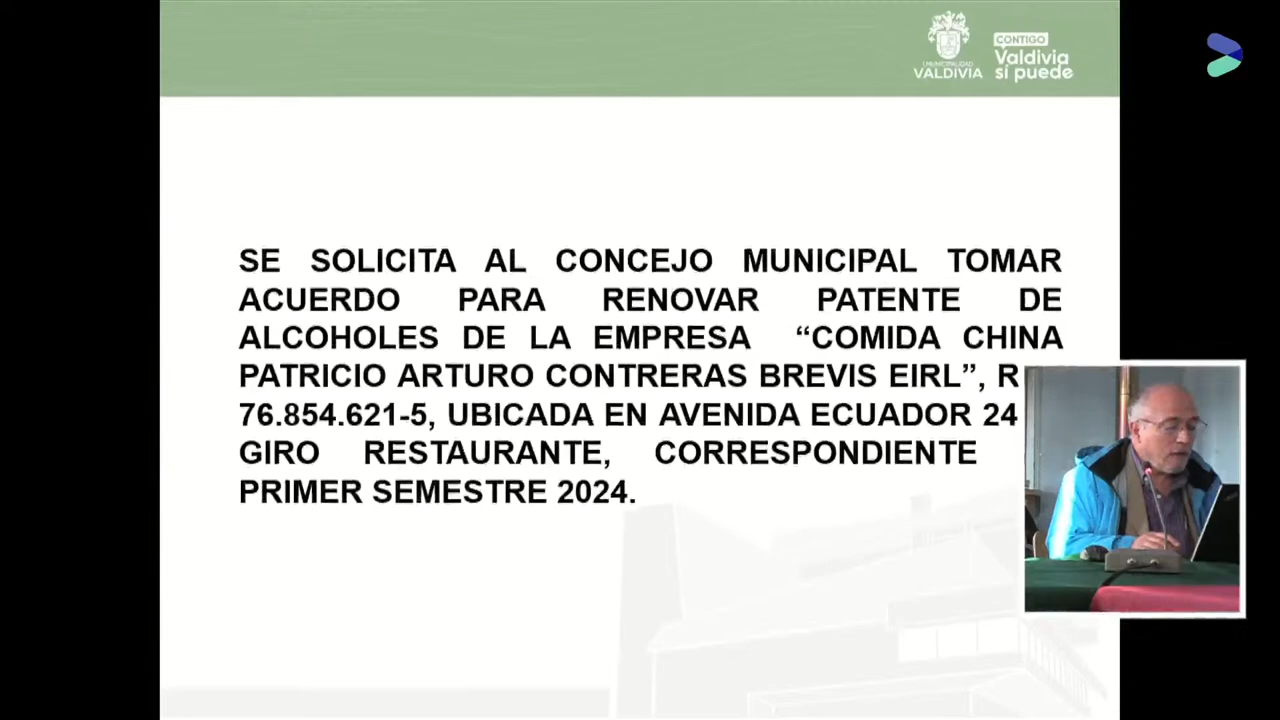 I. MUNICIPALIDAD
VALDIVIA
CONTIGO
Valdivia
sí puede
SE SOLICITA AL CONCEJO MUNICIPAL TOMAR
ACUERDO PARA RENOVAR PATENTE DE
ALCOHOLES DE LA EMPRESA “COMIDA CHINA
PATRICIO ARTURO CONTRERAS BREVIS EIRL”, R
76.854.621-5, UBICADA EN AVENIDA ECUADOR 24
GIRO RESTAURANTE, CORRESPONDIENTE
PRIMER SEMESTRE 2024.